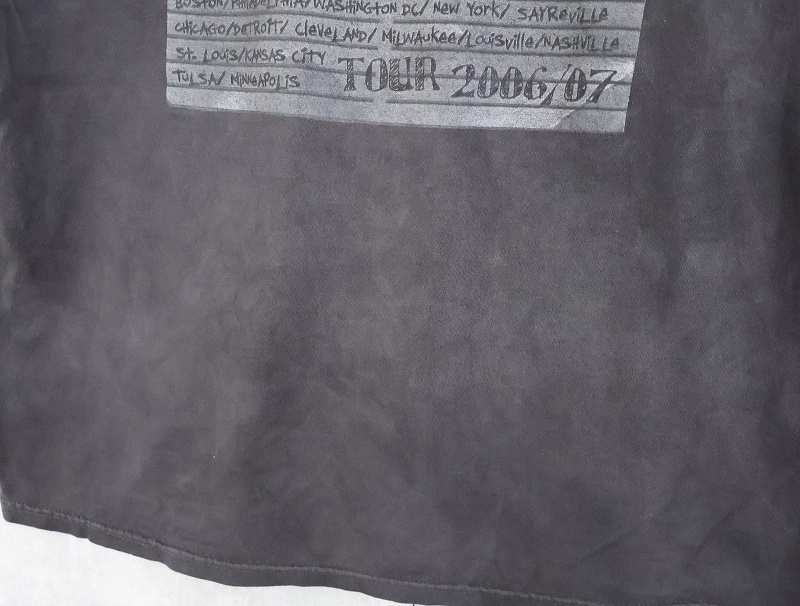 BOSTON/PHILADELPHIA/WASHINGTON DC/ New York/ SAYReVILLE
CHICAGO/DeTROIT/ CleveLAND/ MiLWAukee/Louisville/NASHVILLE
St. Louis/KANSAS CITY
TULSA/ MINNeAPOLIS
TOUR 2006/07